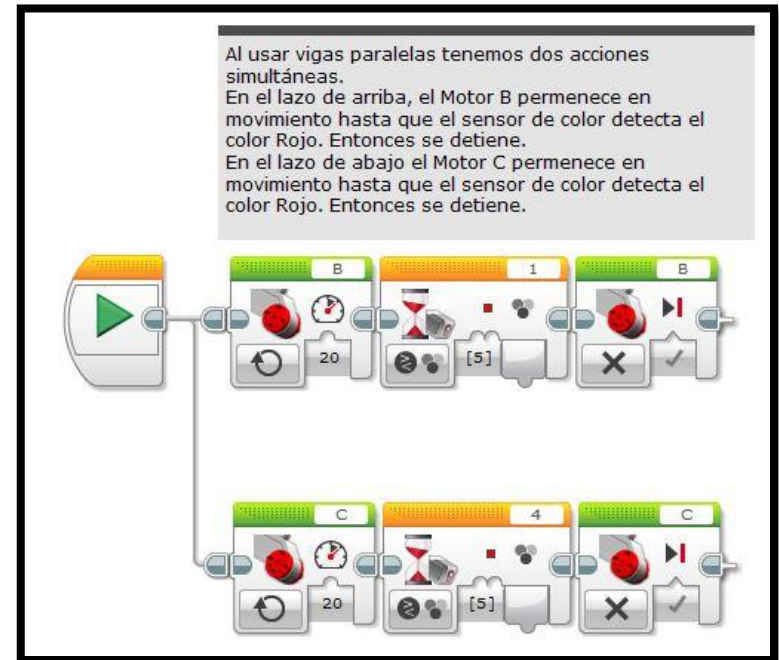 Al usar vigas paralelas tenemos dos acciones
simultáneas.
En el lazo de arriba, el Motor B permenece en
movimiento hasta que el sensor de color detecta el
color Rojo. Entonces se detiene.
En el lazo de abajo el Motor C permenece en
movimiento hasta que el sensor de color detecta el
color Rojo. Entonces se detiene.
B 1 B
20 [5]
C 4 C
20 [5]